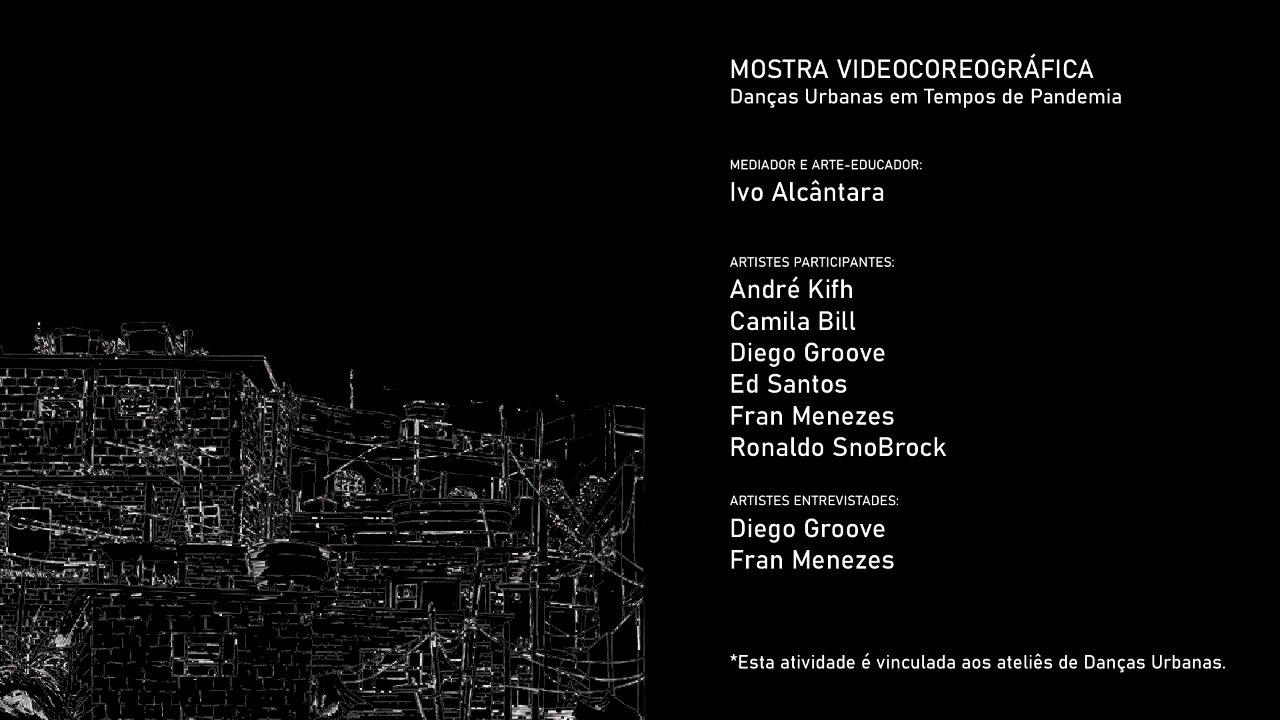 MOSTRA VIDEOCOREOGRÁFICA
Danças Urbanas em Tempos de Pandemia
MEDIADOR E ARTE-EDUCADOR:
Ivo Alcântara
ARTISTES PARTICIPANTES:
André Kifh
Camila Bill
Diego Groove
Ed Santos
Fran Menezes
Ronaldo SnoBrock
ARTISTES ENTREVISTADES:
Diego Groove
Fran Menezes
*Esta atividade é vinculada aos ateliês de Danças Urbanas.